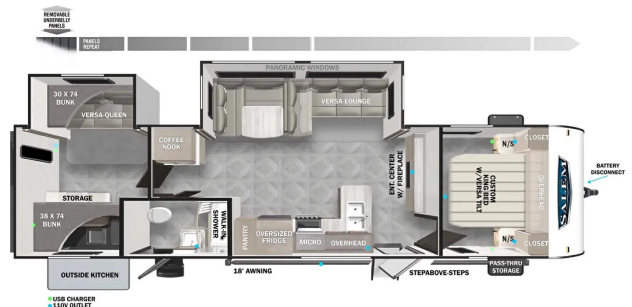 REMOVABLE
UNDERBELLY
PANELS
PANELS
REPEAT
PANORAMIC WINDOWS
30 X 74
BUNK
VERSA-QUEEN
VERSA LOUNGE
COFFEE
NOOK
CLOSET
N/S
ENT. CENTER
W/ FIREPLACE
CUSTOM
KING BED
W/VERSA TILT
OVERHEAD
SALEM
BATTERY
DISCONNECT
STORAGE
38 X 74
BUNK
WALK-IN
SHOWER
PANTRY
OVERSIZED
FRIDGE
MICRO
OVERHEAD
N/S
CLOSET
PASS-THRU
STORAGE
OUTSIDE KITCHEN
18' AWNING
STEPABOVE-STEPS
USB CHARGER
110V OUTLET